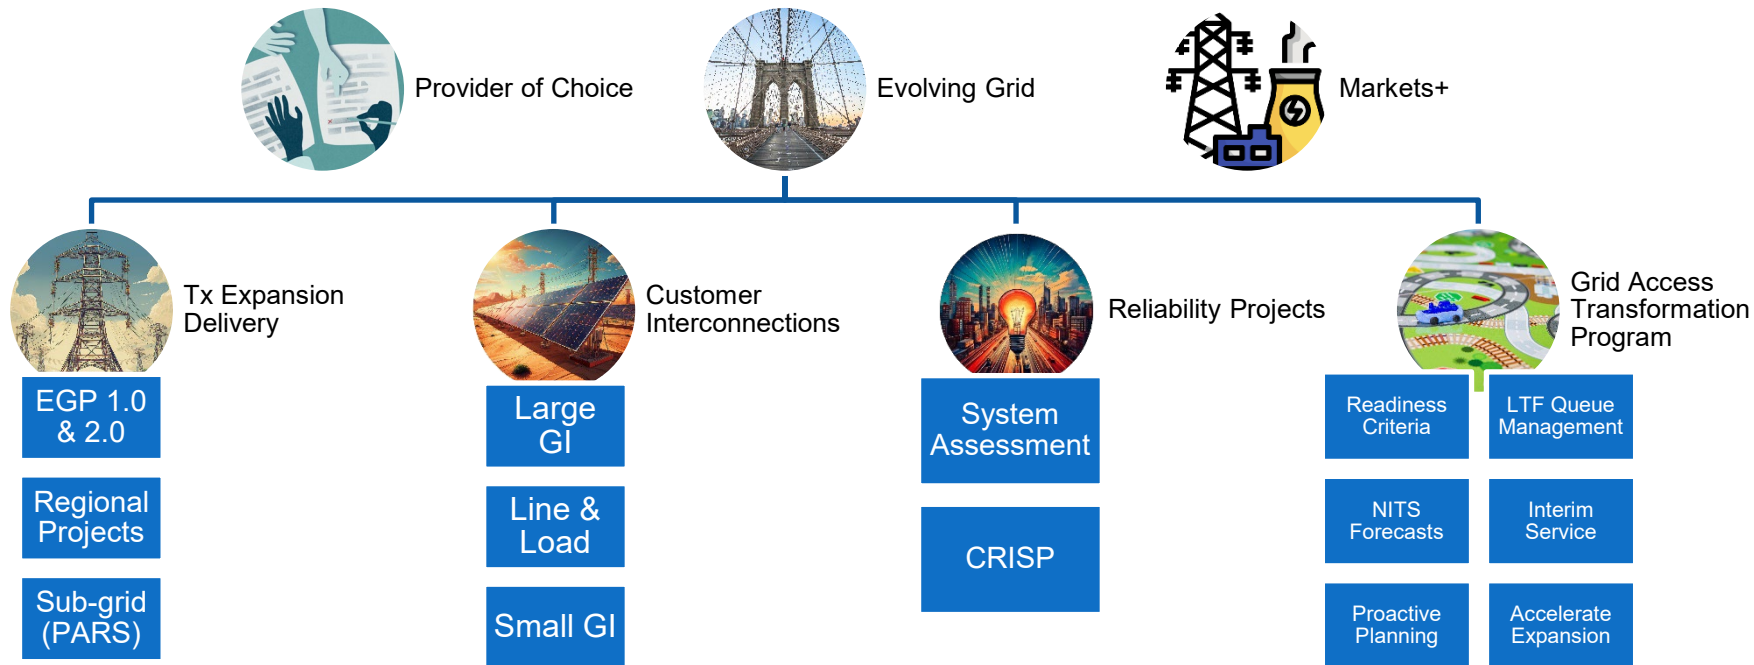 Provider of Choice
Evolving Grid
Markets+
Tx Expansion
Delivery
Customer
Interconnections
Reliability Projects
Grid Access
Transformation
Program
EGP 1.0
& 2.0
Regional
Projects
Sub-grid
(PARS)
Large
GI
Line &
Load
Small GI
System
Assessment
CRISP
Readiness
Criteria
LTF Queue
Management
NITS
Forecasts
Interim
Service
Proactive
Planning
Accelerate
Expansion